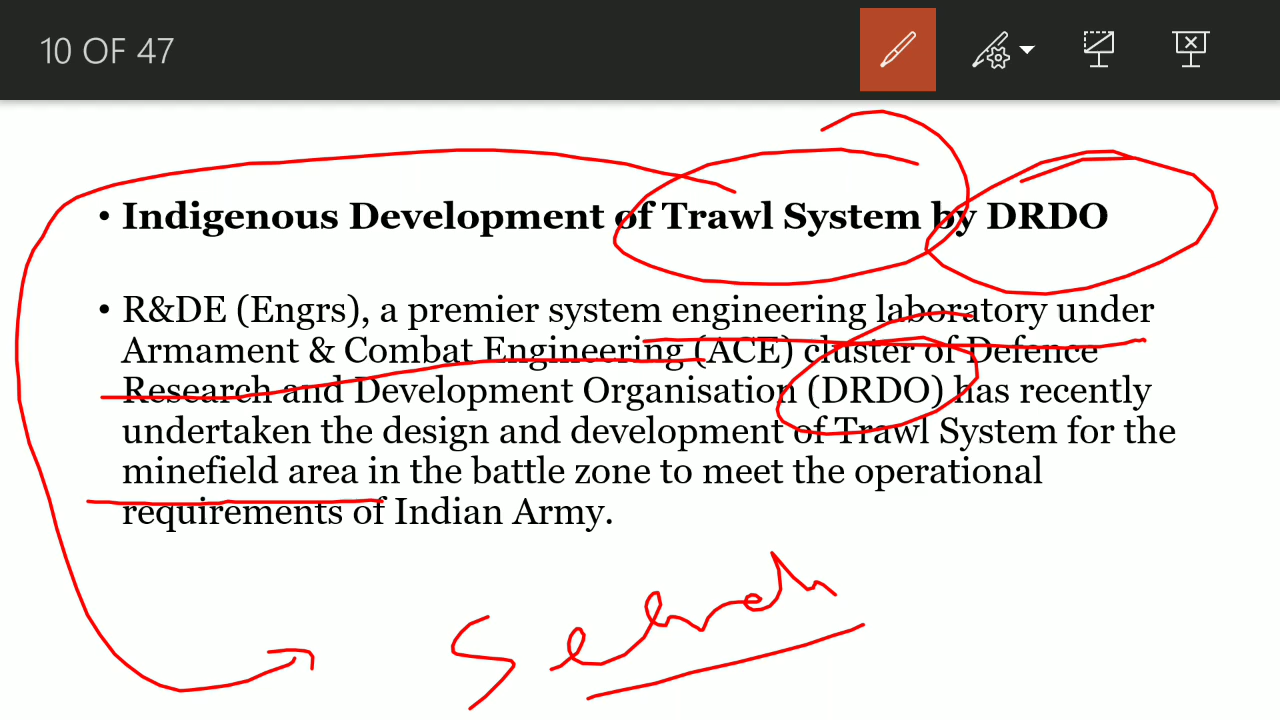 10 OF 47
• Indigenous Development of Trawl System by DRDO
• R&DE (Engrs), a premier system engineering laboratory under
Armament & Combat Engineering (ACE) cluster of Defence
Research and Development Organisation (DRDO) has recently
undertaken the design and development of Trawl System for the
minefield area in the battle zone to meet the operational
requirements of Indian Army.